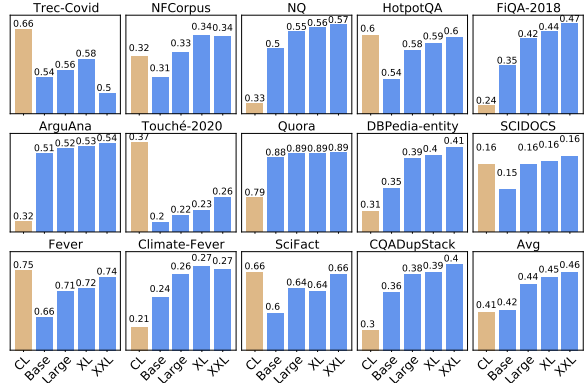 Trec-Covid
0.66
0.54
0.56
0.58
0.5
NFCorpus
0.32
0.31
0.33
0.34
0.34
NQ
0.33
0.5
0.55
0.56
0.57
HotpotQA
0.6
0.54
0.58
0.59
0.6
FiQA-2018
0.24
0.35
0.42
0.44
0.47
ArguAna
0.32
0.51
0.52
0.53
0.54
Touché-2020
0.37
0.2
0.22
0.23
0.26
Quora
0.79
0.88
0.89
0.89
0.89
DBPedia-entity
0.31
0.35
0.39
0.4
0.41
SCIDOCS
0.16
0.15
0.16
0.16
0.16
Fever
0.75
0.66
0.71
0.72
0.74
CL
Base
Large
XL
XXL
Climate-Fever
0.21
0.24
0.26
0.27
0.27
CL
Base
Large
XL
XXL
SciFact
0.66
0.6
0.64
0.64
0.66
CL
Base
Large
XL
XXL
CQADupStack
0.3
0.36
0.38
0.39
0.4
CL
Base
Large
XL
XXL
Avg
0.41
0.42
0.44
0.45
0.46
CL
Base
Large
XL
XXL